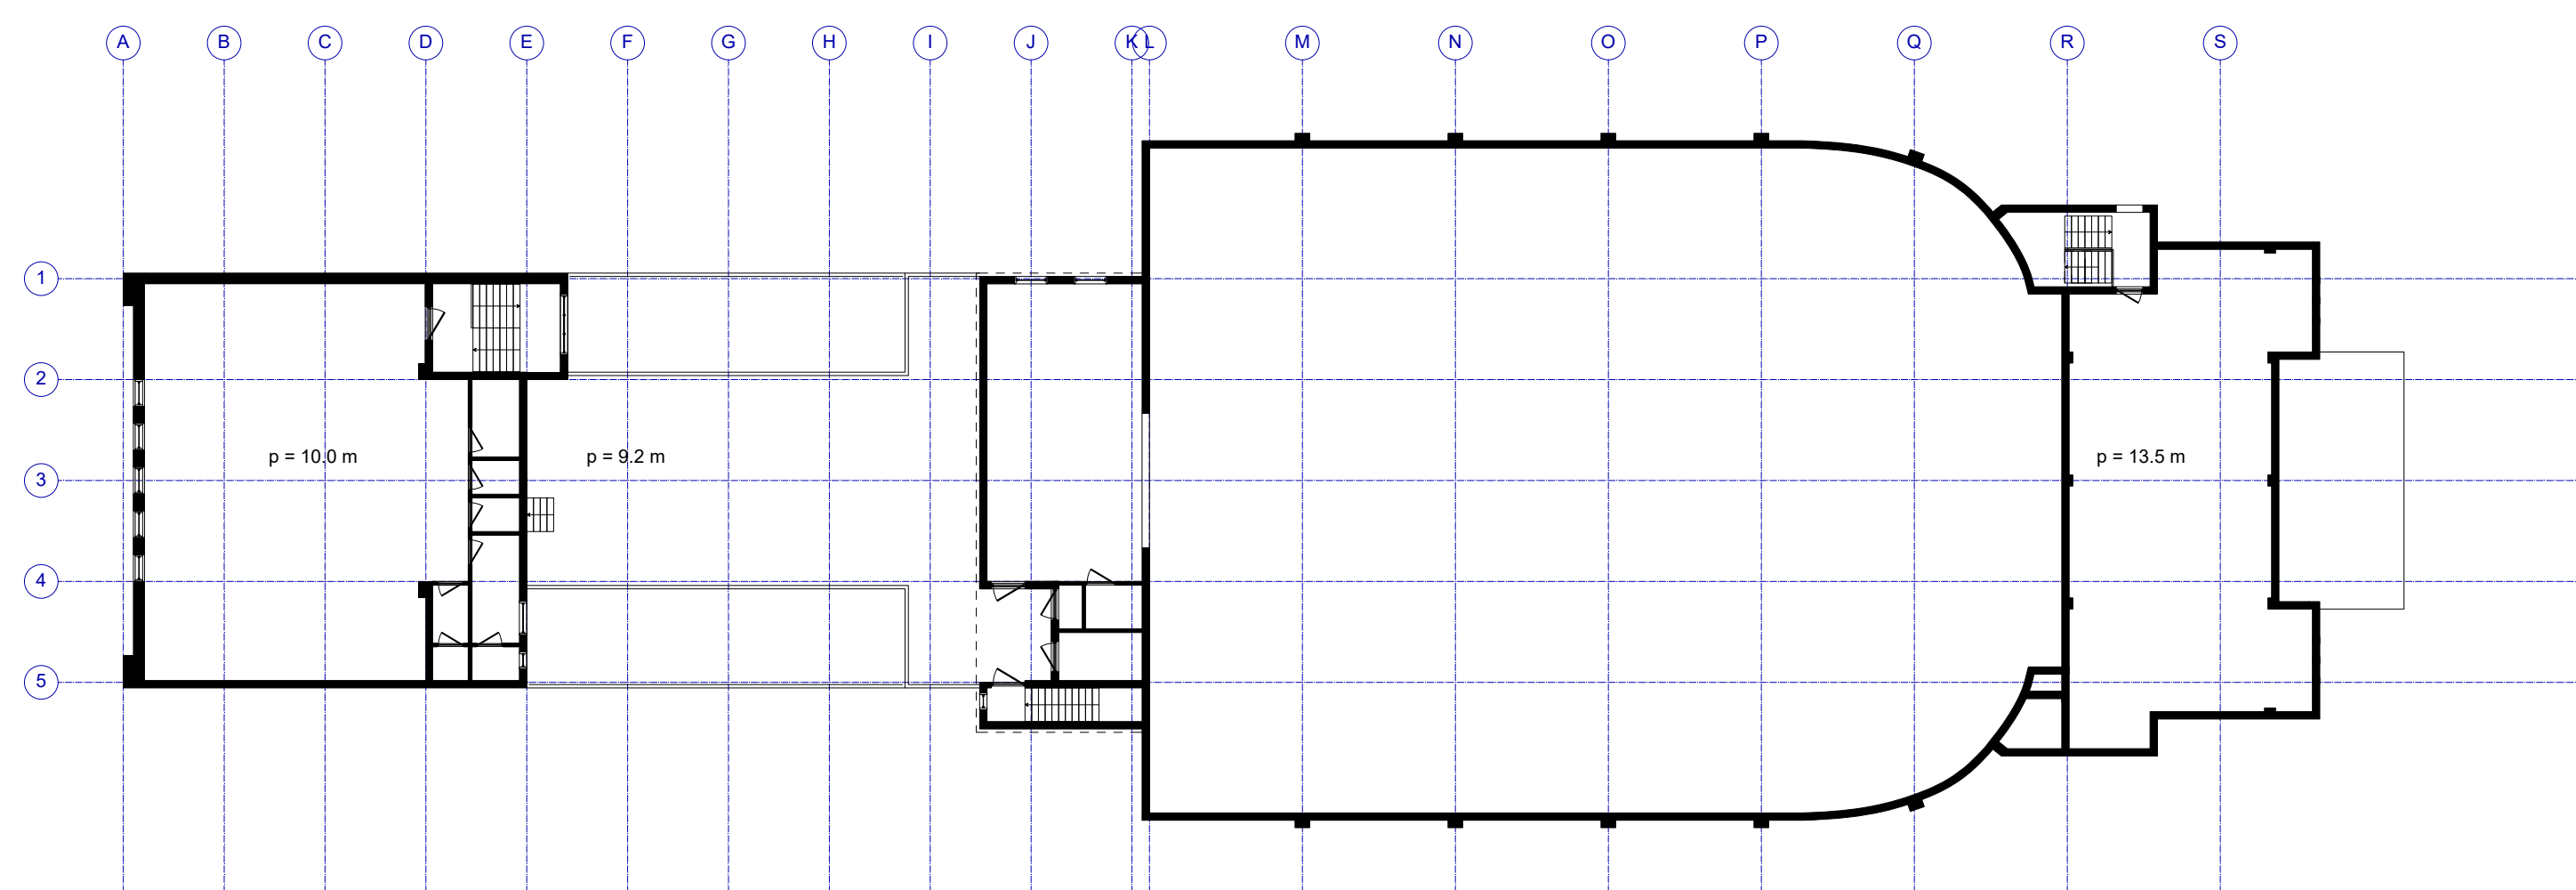 A B C D E F G H I J K L M N O P Q R S
1
2
p = 10.0 m p = 9.2 m p = 13.5 m
3
4
5